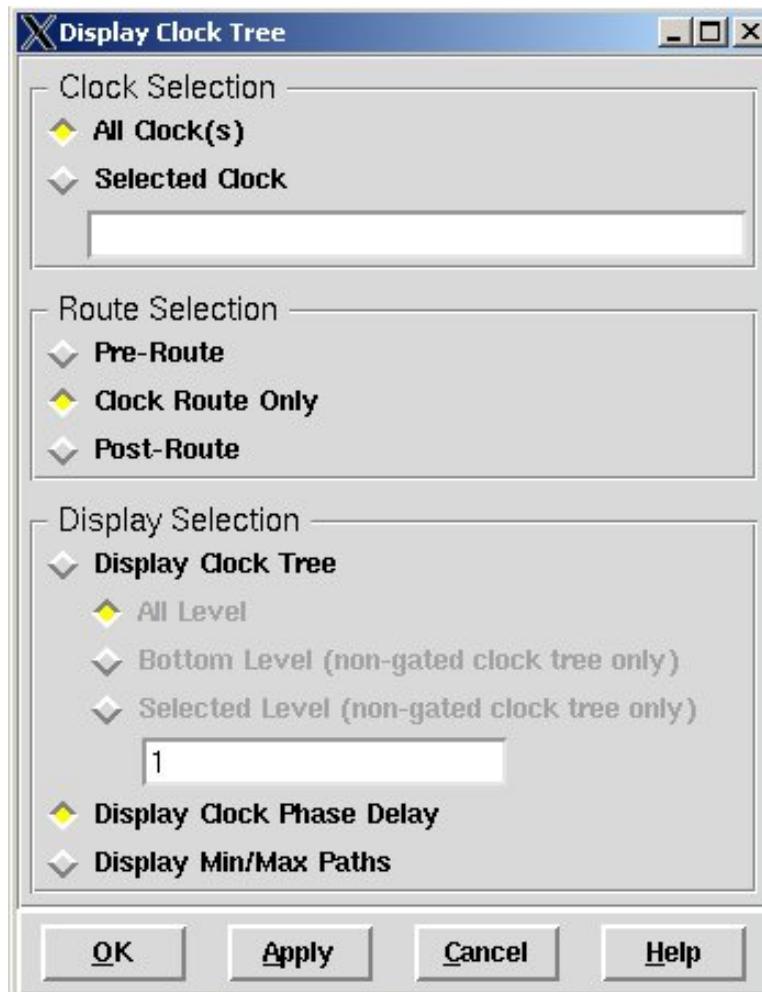 Display Clock Tree
Clock Selection
All Clock(s)
Selected Clock
Route Selection
Pre-Route
Clock Route Only
Post-Route
Display Selection
Display Clock Tree
All Level
Bottom Level (non-gated clock tree only)
Selected Level (non-gated clock tree only)
1
Display Clock Phase Delay
Display Min/Max Paths
OK Apply Cancel Help